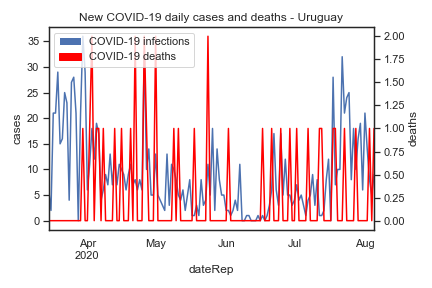 New COVID-19 daily cases and deaths - Uruguay
COVID-19 infections
COVID-19 deaths
35
30
25
20
15
10
5
0
cases
2.00
1.75
1.50
1.25
1.00
0.75
0.50
0.25
0.00
deaths
Apr
2020
May
Jun
Jul
Aug
dateRep